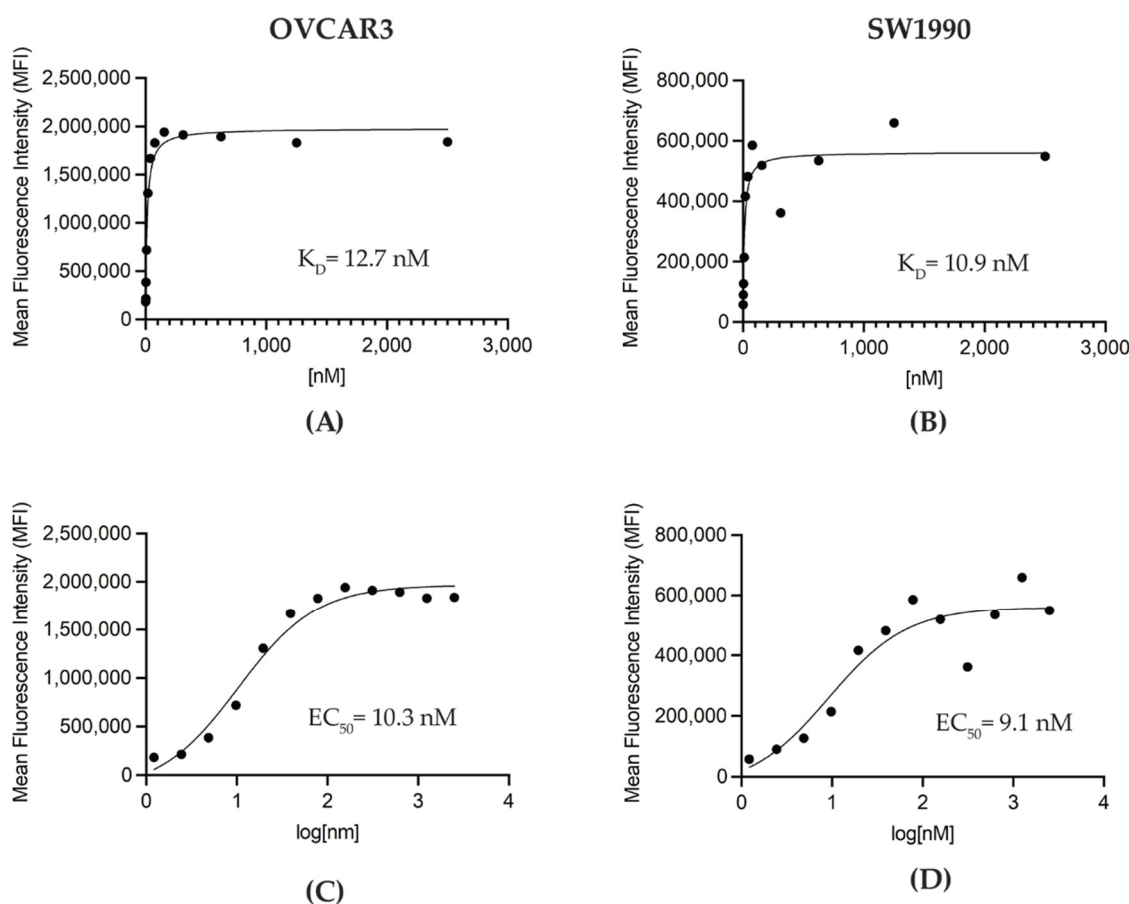 OVCAR3
Mean Fluorescence Intensity (MFI)
2,500,000
2,000,000
1,500,000
1,000,000
500,000
0
K_D= 12.7 nM
0 1,000 2,000 3,000
[nM]
(A)
SW1990
Mean Fluorescence Intensity (MFI)
800,000
600,000
400,000
200,000
0
K_D= 10.9 nM
0 1,000 2,000 3,000
[nM]
(B)
Mean Fluorescence Intensity (MFI)
2,500,000
2,000,000
1,500,000
1,000,000
500,000
0
EC₅₀= 10.3 nM
0 1 2 3 4
log[nm]
(C)
Mean Fluorescence Intensity (MFI)
800,000
600,000
400,000
200,000
0
EC₅₀= 9.1 nM
0 1 2 3 4
log[nM]
(D)